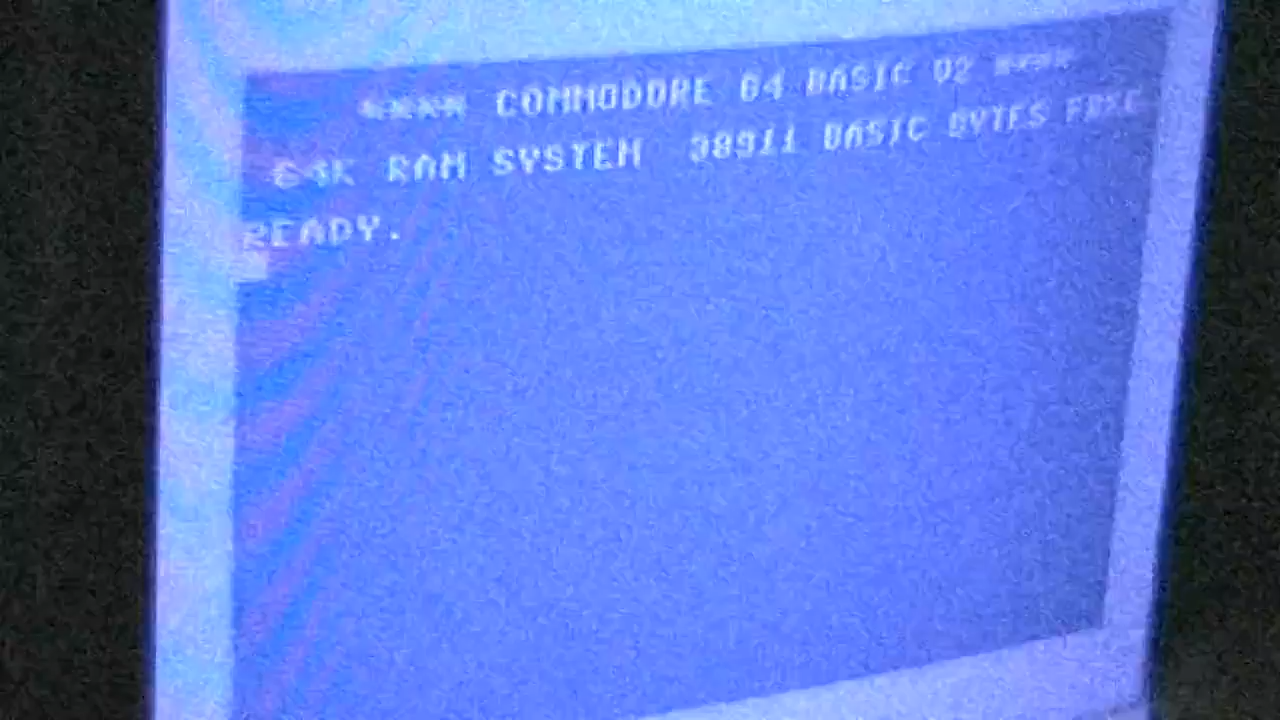 **** COMMODORE 64 BASIC V2 ****
64K RAM SYSTEM 38911 BASIC BYTES FREE
READY.